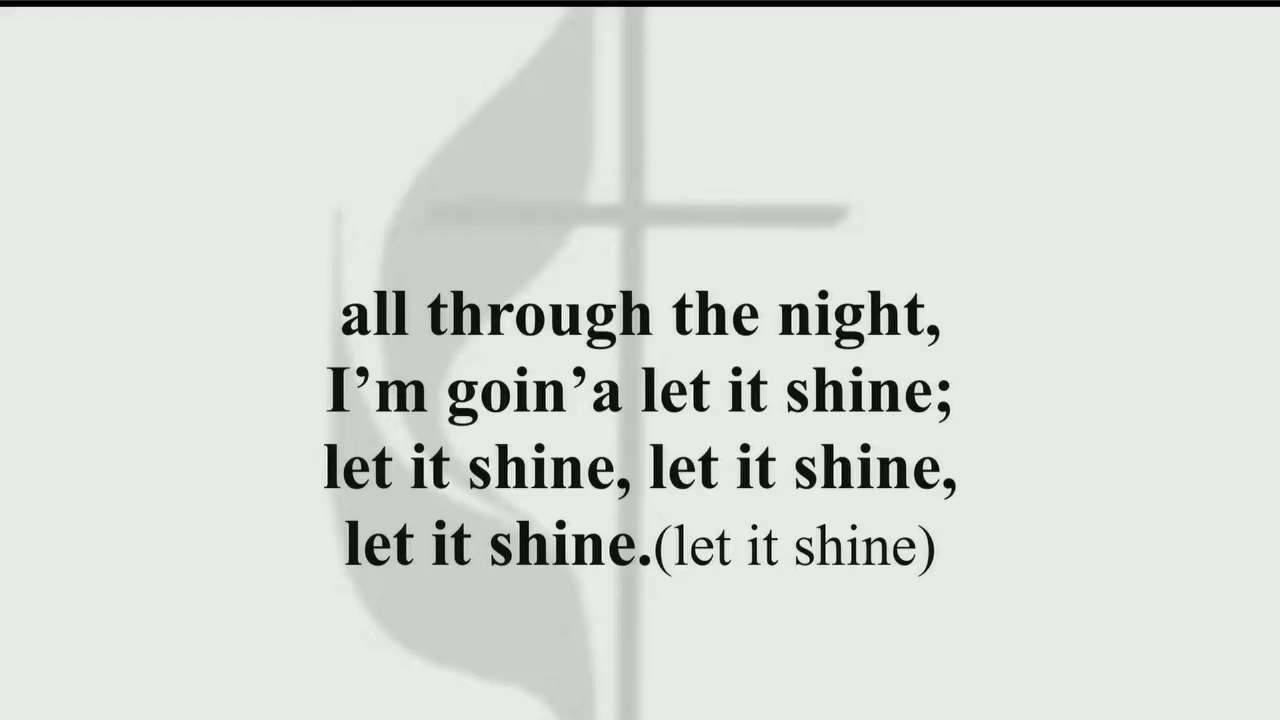 all through the night,
I’m goin’a let it shine;
let it shine, let it shine,
let it shine.(let it shine)